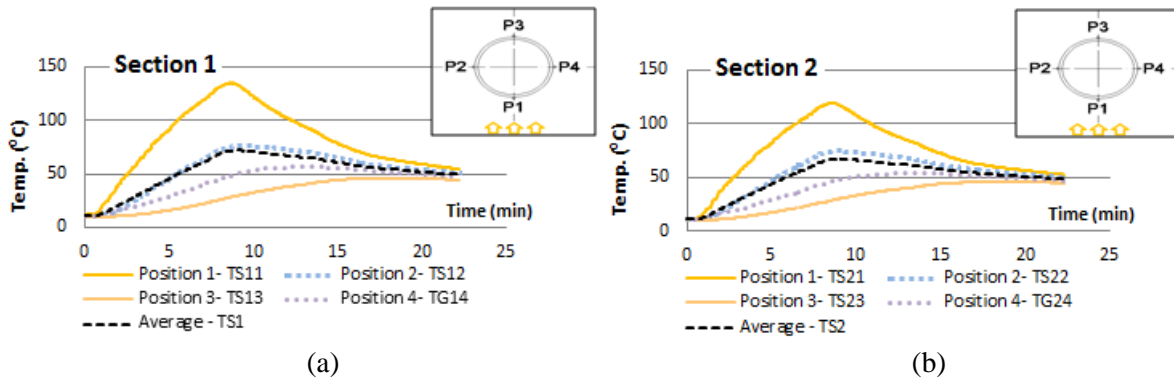 Section 1
P3
P2
P4
P1
Temp. (°C)
150
100
50
0
0 5 10 15 20 25
Time (min)
Position 1- TS11
Position 2- TS12
Position 3- TS13
Position 4- TG14
Average - TS1
(a)
Section 2
P3
P2
P4
P1
Temp. (°C)
150
100
50
0
0 5 10 15 20 25
Time (min)
Position 1- TS21
Position 2- TS22
Position 3- TS23
Position 4- TG24
Average - TS2
(b)